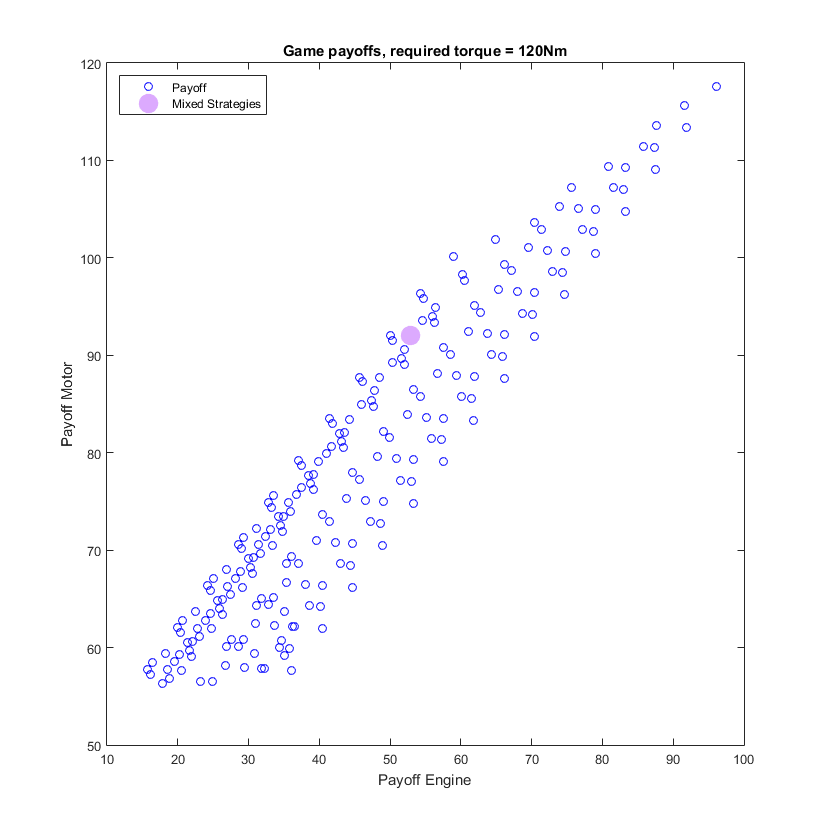 Game payoffs, required torque = 120Nm
Payoff
Mixed Strategies
120
110
100
90
80
70
60
50
Payoff Motor
10 20 30 40 50 60 70 80 90 100
Payoff Engine